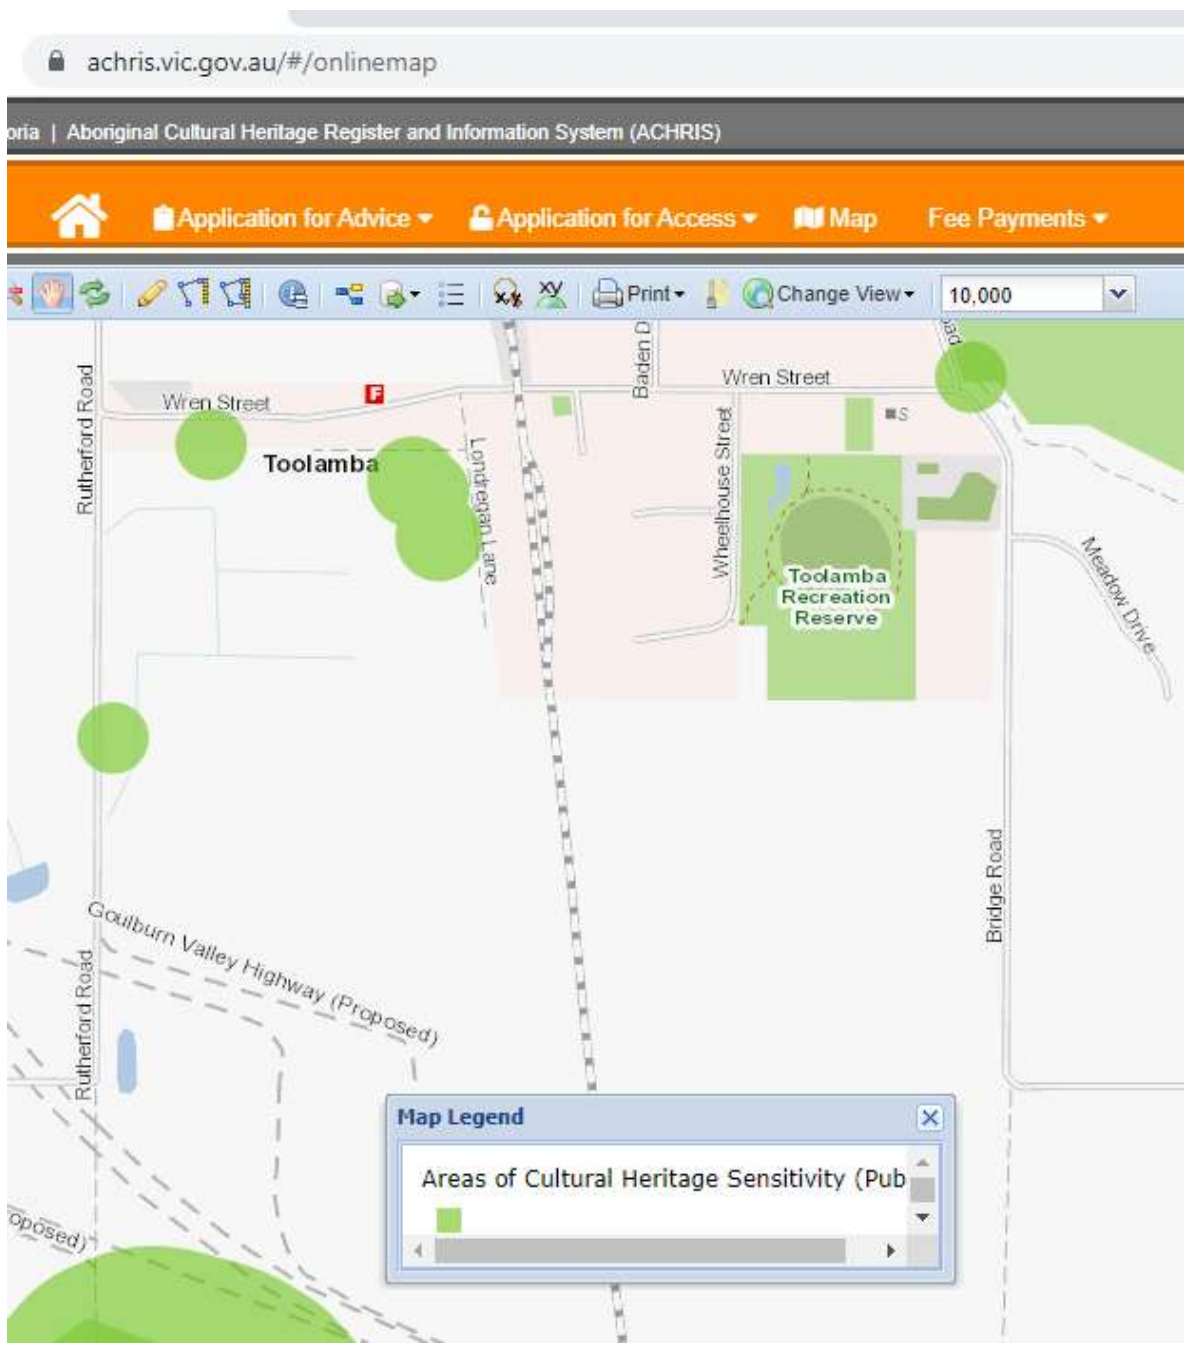 achris.vic.gov.au/#/onlinemap
oria | Aboriginal Cultural Heritage Register and Information System (ACHRIS)
Application for Advice
Application for Access
Map
Fee Payments
Print
Change View
10,000
oad
Baden D
Wren Street
Rutherford Road
Wren Street
F
S
Londregan Lane
Wheelhouse Street
Toolamba
Meadow Drive
Toolamba
Recreation
Reserve
Bridge Road
Goulburn Valley Highway (Proposed)
Rutherford Road
Map Legend
Areas of Cultural Heritage Sensitivity (Pub
oposed)